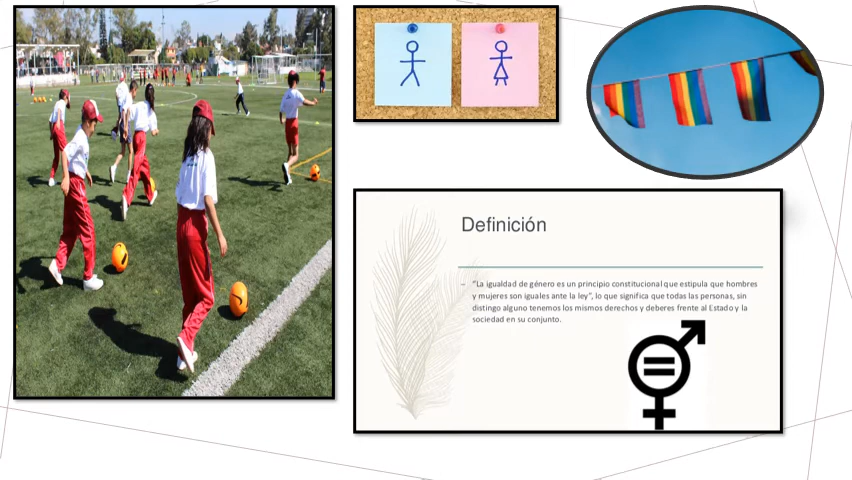 Definición
– “La igualdad de género es un principio constitucional que estipula que hombres
y mujeres son iguales ante la ley”, lo que significa que todas las personas, sin
distingo alguno tenemos los mismos derechos y deberes frente al Estado y la
sociedad en su conjunto.